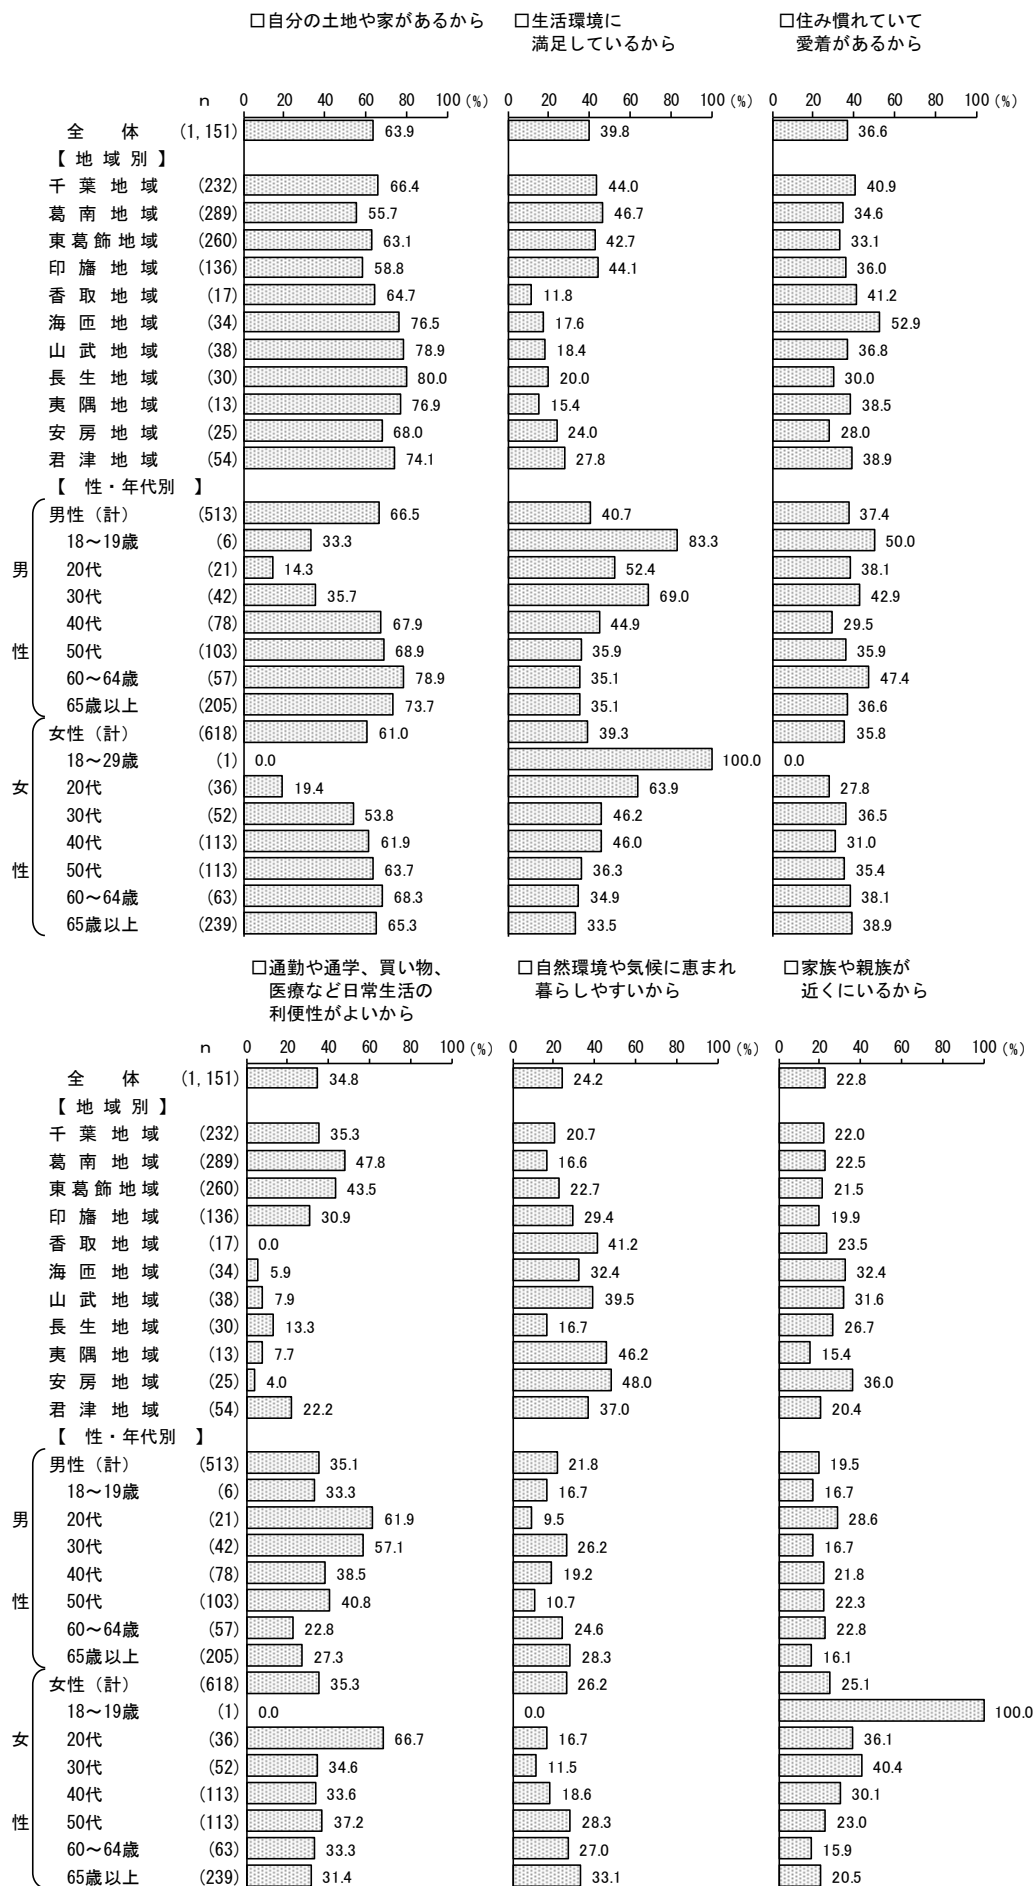 □自分の土地や家があるから □生活環境に 満足しているから □住み慣れていて 愛着があるから
n 0 20 40 60 80 100(%) 0 20 40 60 80 100(%) 0 20 40 60 80 100(%)
全 体 (1,151) 63.9 39.8 36.6
【 地 域 別 】
千 葉 地 域 (232) 66.4 44.0 40.9
葛 南 地 域 (289) 55.7 46.7 34.6
東葛飾地域 (260) 63.1 42.7 33.1
印 旛 地 域 (136) 58.8 44.1 36.0
香 取 地 域 (17) 64.7 11.8 41.2
海 匝 地 域 (34) 76.5 17.6 52.9
山 武 地 域 (38) 78.9 18.4 36.8
長 生 地 域 (30) 80.0 20.0 30.0
夷 隅 地 域 (13) 76.9 15.4 38.5
安 房 地 域 (25) 68.0 24.0 28.0
君 津 地 域 (54) 74.1 27.8 38.9
【 性・年代別 】
男性（計） (513) 66.5 40.7 37.4
18～19歳 (6) 33.3 83.3 50.0
男 20代 (21) 14.3 52.4 38.1
30代 (42) 35.7 69.0 42.9
40代 (78) 67.9 44.9 29.5
性 50代 (103) 68.9 35.9 35.9
60～64歳 (57) 78.9 35.1 47.4
65歳以上 (205) 73.7 35.1 36.6
女性（計） (618) 61.0 39.3 35.8
18～29歳 (1) 0.0 100.0 0.0
女 20代 (36) 19.4 63.9 27.8
30代 (52) 53.8 46.2 36.5
40代 (113) 61.9 46.0 31.0
性 50代 (113) 63.7 36.3 35.4
60～64歳 (63) 68.3 34.9 38.1
65歳以上 (239) 65.3 33.5 38.9
□通勤や通学、買い物、 医療など日常生活の 利便性がよいから □自然環境や気候に恵まれ 暮らしやすいから □家族や親族が 近くにいるから
n 0 20 40 60 80 100(%) 0 20 40 60 80 100(%) 0 20 40 60 80 100(%)
全 体 (1,151) 34.8 24.2 22.8
【 地 域 別 】
千 葉 地 域 (232) 35.3 20.7 22.0
葛 南 地 域 (289) 47.8 16.6 22.5
東葛飾地域 (260) 43.5 22.7 21.5
印 旛 地 域 (136) 30.9 29.4 19.9
香 取 地 域 (17) 0.0 41.2 23.5
海 匝 地 域 (34) 5.9 32.4 32.4
山 武 地 域 (38) 7.9 39.5 31.6
長 生 地 域 (30) 13.3 16.7 26.7
夷 隅 地 域 (13) 7.7 46.2 15.4
安 房 地 域 (25) 4.0 48.0 36.0
君 津 地 域 (54) 22.2 37.0 20.4
【 性・年代別 】
男性（計） (513) 35.1 21.8 19.5
18～19歳 (6) 33.3 16.7 16.7
男 20代 (21) 61.9 9.5 28.6
30代 (42) 57.1 26.2 16.7
40代 (78) 38.5 19.2 21.8
性 50代 (103) 40.8 10.7 22.3
60～64歳 (57) 22.8 24.6 22.8
65歳以上 (205) 27.3 28.3 16.1
女性（計） (618) 35.3 26.2 25.1
18～19歳 (1) 0.0 0.0 100.0
女 20代 (36) 66.7 16.7 36.1
30代 (52) 34.6 11.5 40.4
40代 (113) 33.6 18.6 30.1
性 50代 (113) 37.2 28.3 23.0
60～64歳 (63) 33.3 27.0 15.9
65歳以上 (239) 31.4 33.1 20.5